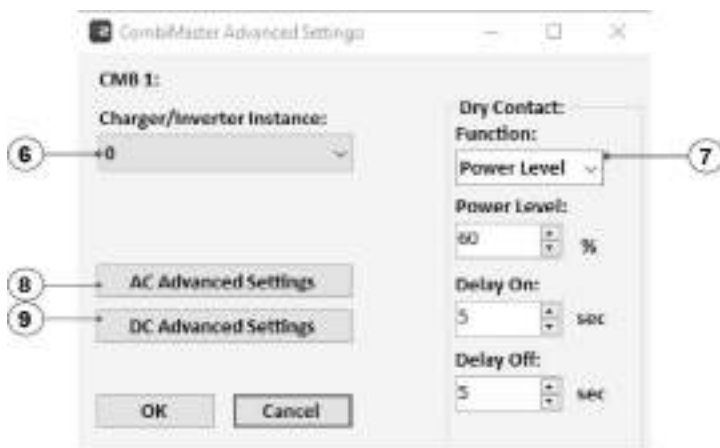 CombiMaster Advanced Settings
CMB 1:
Charger/Inverter Instance:
6
0
8
AC Advanced Settings
9
DC Advanced Settings
OK
Cancel
Dry Contact:
Function:
Power Level
7
Power Level:
60
%
Delay On:
5
sec
Delay Off:
5
sec